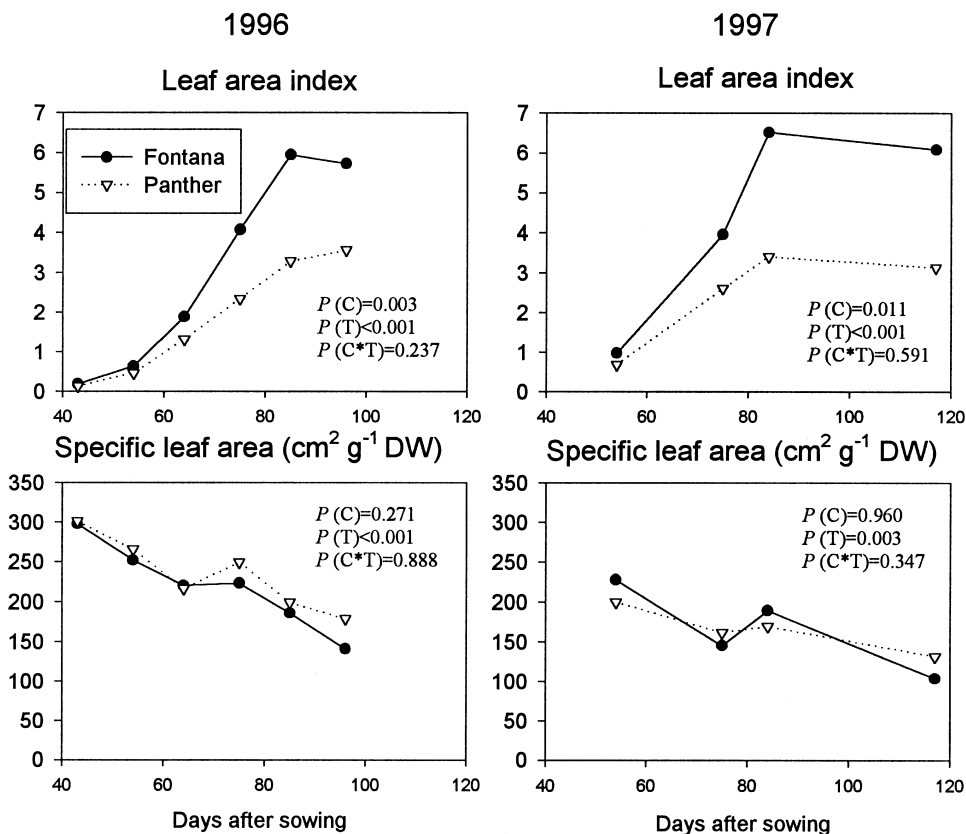 1996
1997
Leaf area index
Leaf area index
7
6
5
4
3
2
1
0
Fontana
Panther
P (C)=0.003
P (T)<0.001
P (C*T)=0.237
40 60 80 100 120
7
6
5
4
3
2
1
0
P (C)=0.011
P (T)<0.001
P (C*T)=0.591
40 60 80 100 120
Specific leaf area (cm² g⁻¹ DW)
Specific leaf area (cm² g⁻¹ DW)
350
300
250
200
150
100
50
0
P (C)=0.271
P (T)<0.001
P (C*T)=0.888
40 60 80 100 120
Days after sowing
350
300
250
200
150
100
50
0
P (C)=0.960
P (T)=0.003
P (C*T)=0.347
40 60 80 100 120
Days after sowing